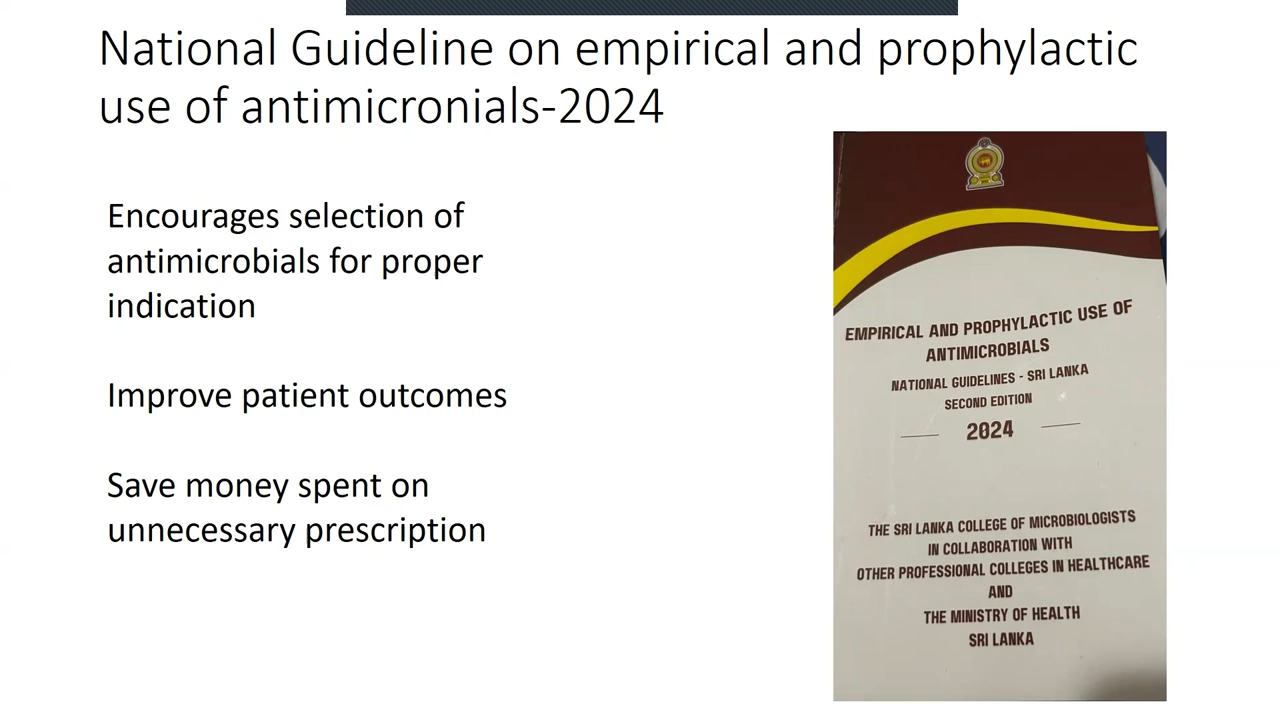 National Guideline on empirical and prophylactic
use of antimicronials-2024
Encourages selection of
antimicrobials for proper
indication
Improve patient outcomes
Save money spent on
unnecessary prescription
EMPIRICAL AND PROPHYLACTIC USE OF
ANTIMICROBIALS
NATIONAL GUIDELINES - SRI LANKA
SECOND EDITION
2024
THE SRI LANKA COLLEGE OF MICROBIOLOGISTS
IN COLLABORATION WITH
OTHER PROFESSIONAL COLLEGES IN HEALTHCARE
AND
THE MINISTRY OF HEALTH
SRI LANKA